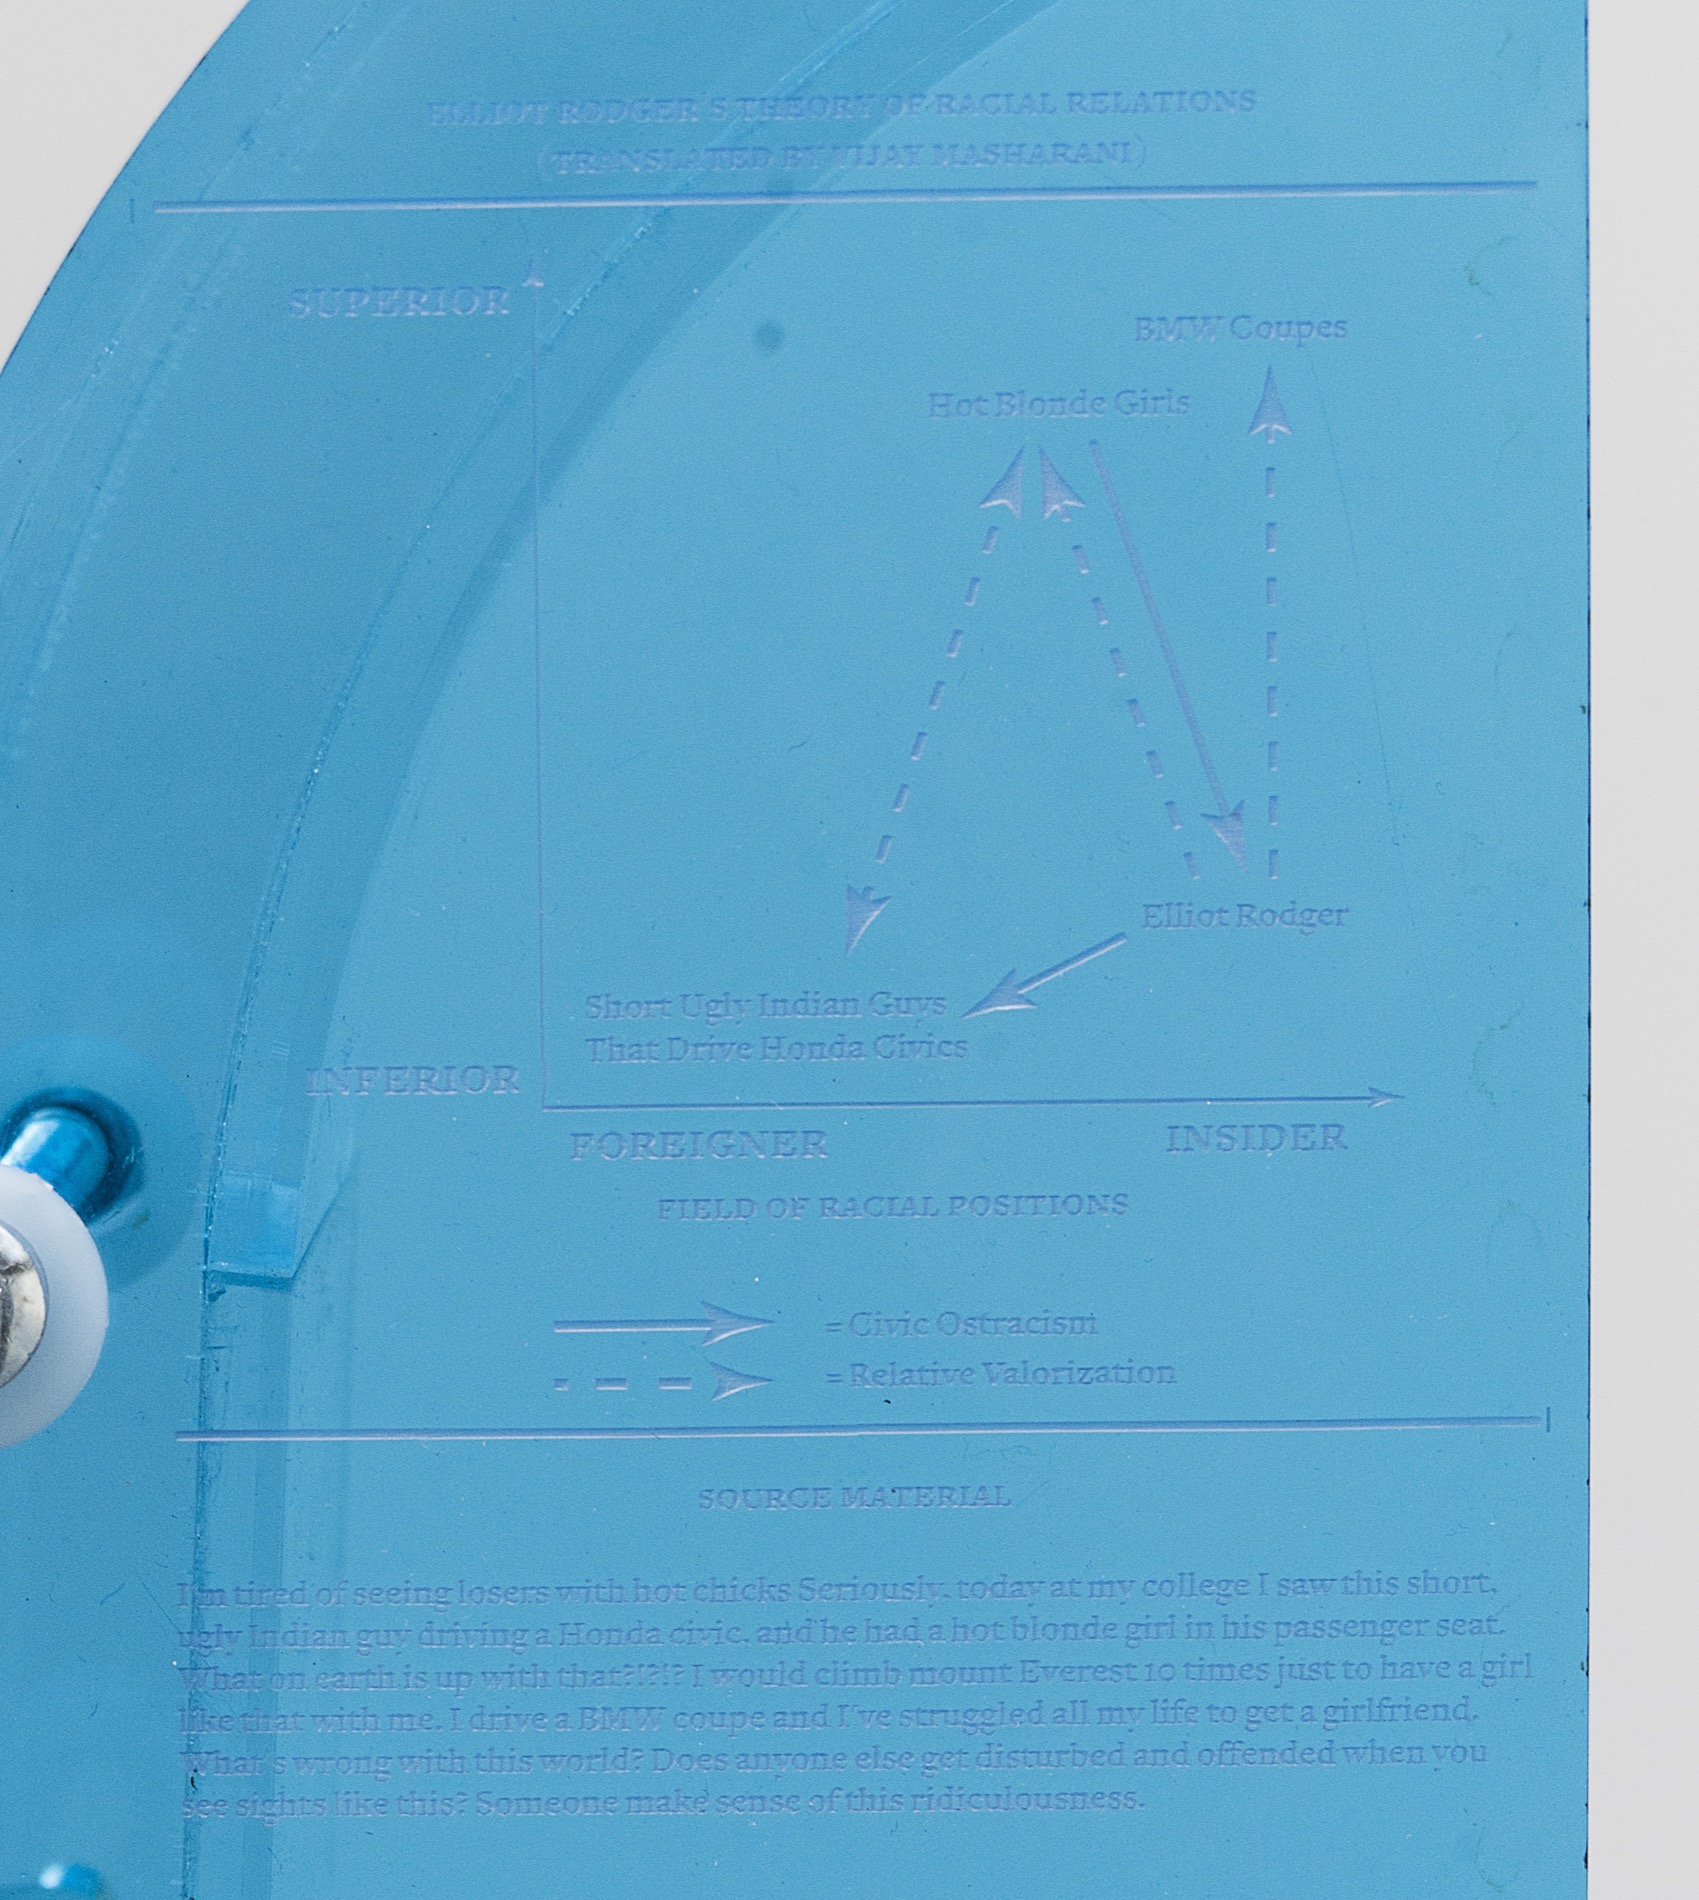 ELLIOT RODGER'S THEORY OF RACIAL RELATIONS
(TRANSLATED BY VIJAY MASHARANI)
SUPERIOR
BMW Coupes
Hot Blonde Girls
Elliot Rodger
Short Ugly Indian Guys
That Drive Honda Civics
INFERIOR
FOREIGNER INSIDER
FIELD OF RACIAL POSITIONS
= Civic Ostracism
= Relative Valorization
SOURCE MATERIAL
I'm tired of seeing losers with hot chicks Seriously, today at my college I saw this short,
ugly Indian guy driving a Honda civic, and he had a hot blonde girl in his passenger seat.
What on earth is up with that?!?!? I would climb mount Everest 10 times just to have a girl
like that with me. I drive a BMW coupe and I've struggled all my life to get a girlfriend.
What's wrong with this world? Does anyone else get disturbed and offended when you
see sights like this? Someone make sense of this ridiculousness.